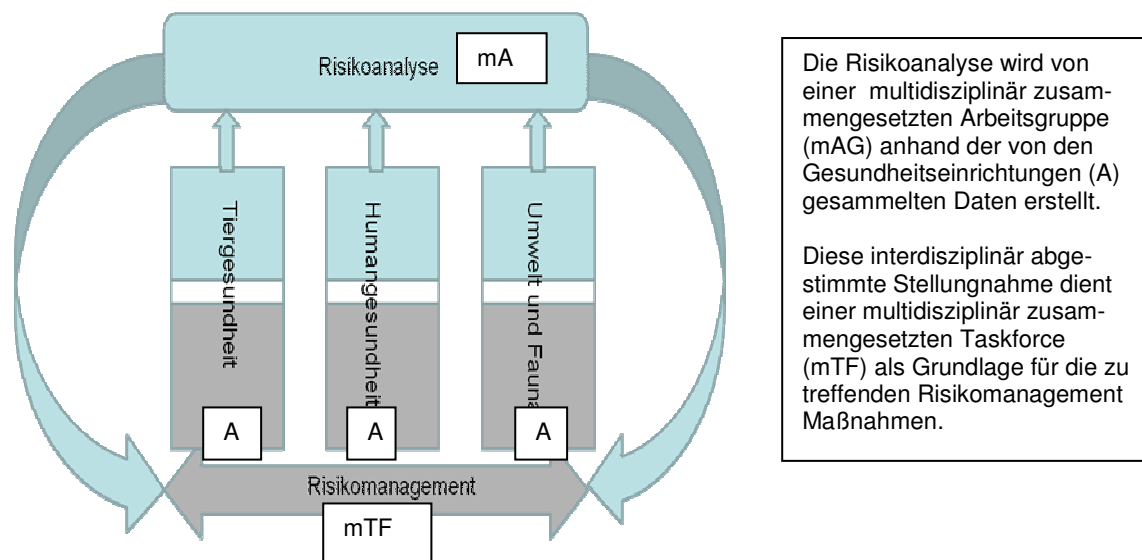 Risikoanalyse
mA
Tiergesundheit
Humangesundheit
Umwelt und Fauna
A
A
A
Risikomanagement
mTF
Die Risikoanalyse wird von
einer multidisziplinär zusam-
mengesetzten Arbeitsgruppe
(mAG) anhand der von den
Gesundheitseinrichtungen (A)
gesammelten Daten erstellt.
Diese interdisziplinär abge-
stimmte Stellungnahme dient
einer multidisziplinär zusam-
mengesetzten Taskforce
(mTF) als Grundlage für die zu
treffenden Risikomanagement
Maßnahmen.